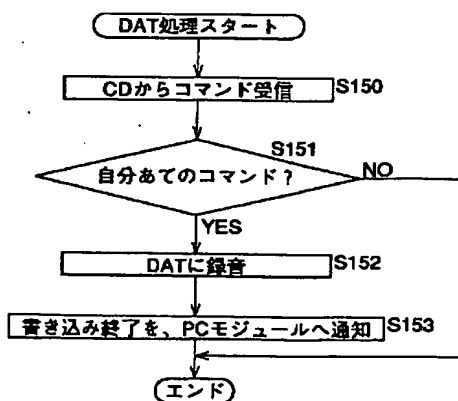 DAT処理スタート
CDからコマンド受信 S150
S151
自分あてのコマンド？ NO
YES
DATに録音 S152
書き込み終了を、PCモジュールへ通知 S153
エンド